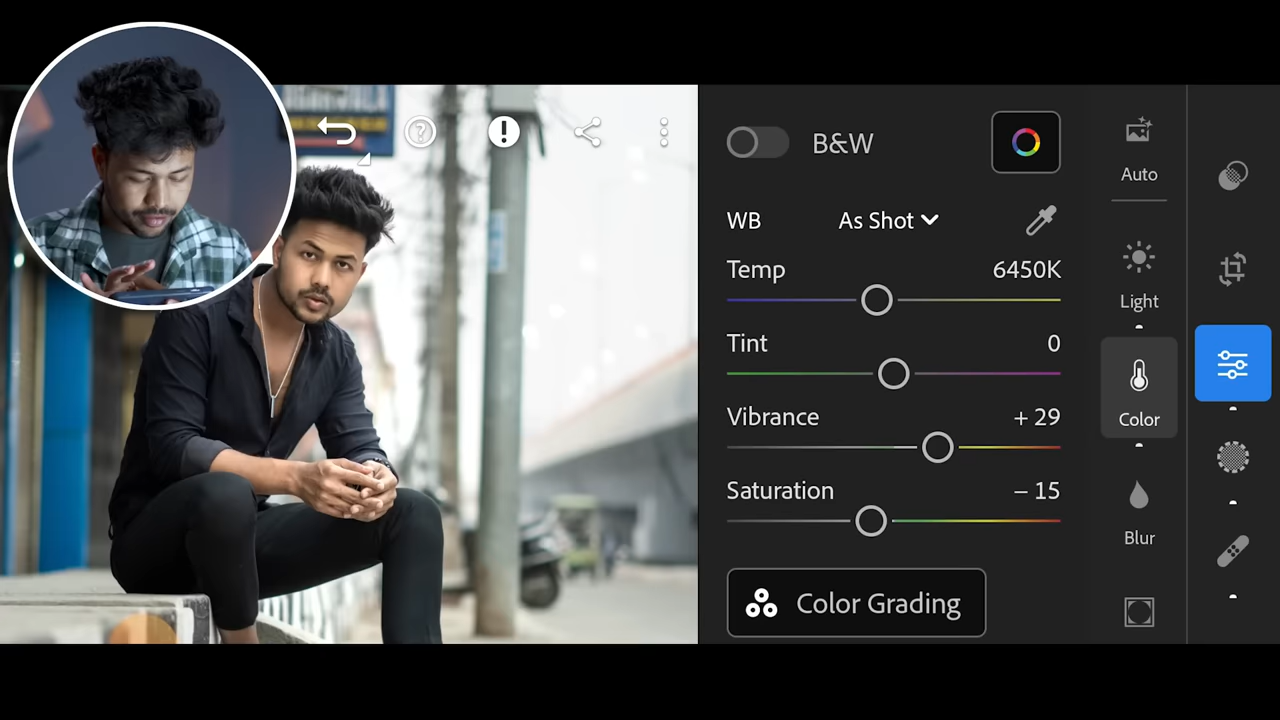 B&W
Auto
WB As Shot
Temp 6450K
Light
Tint 0
Vibrance + 29
Color
Saturation – 15
Blur
Color Grading